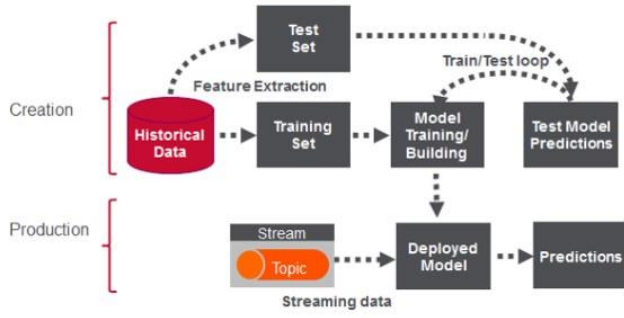 Test
Set
Train/Test loop
Feature Extraction
Creation
Historical
Data
Training
Set
Model
Training/
Building
Test Model
Predictions
Production
Stream
Topic
Deployed
Model
Predictions
Streaming data